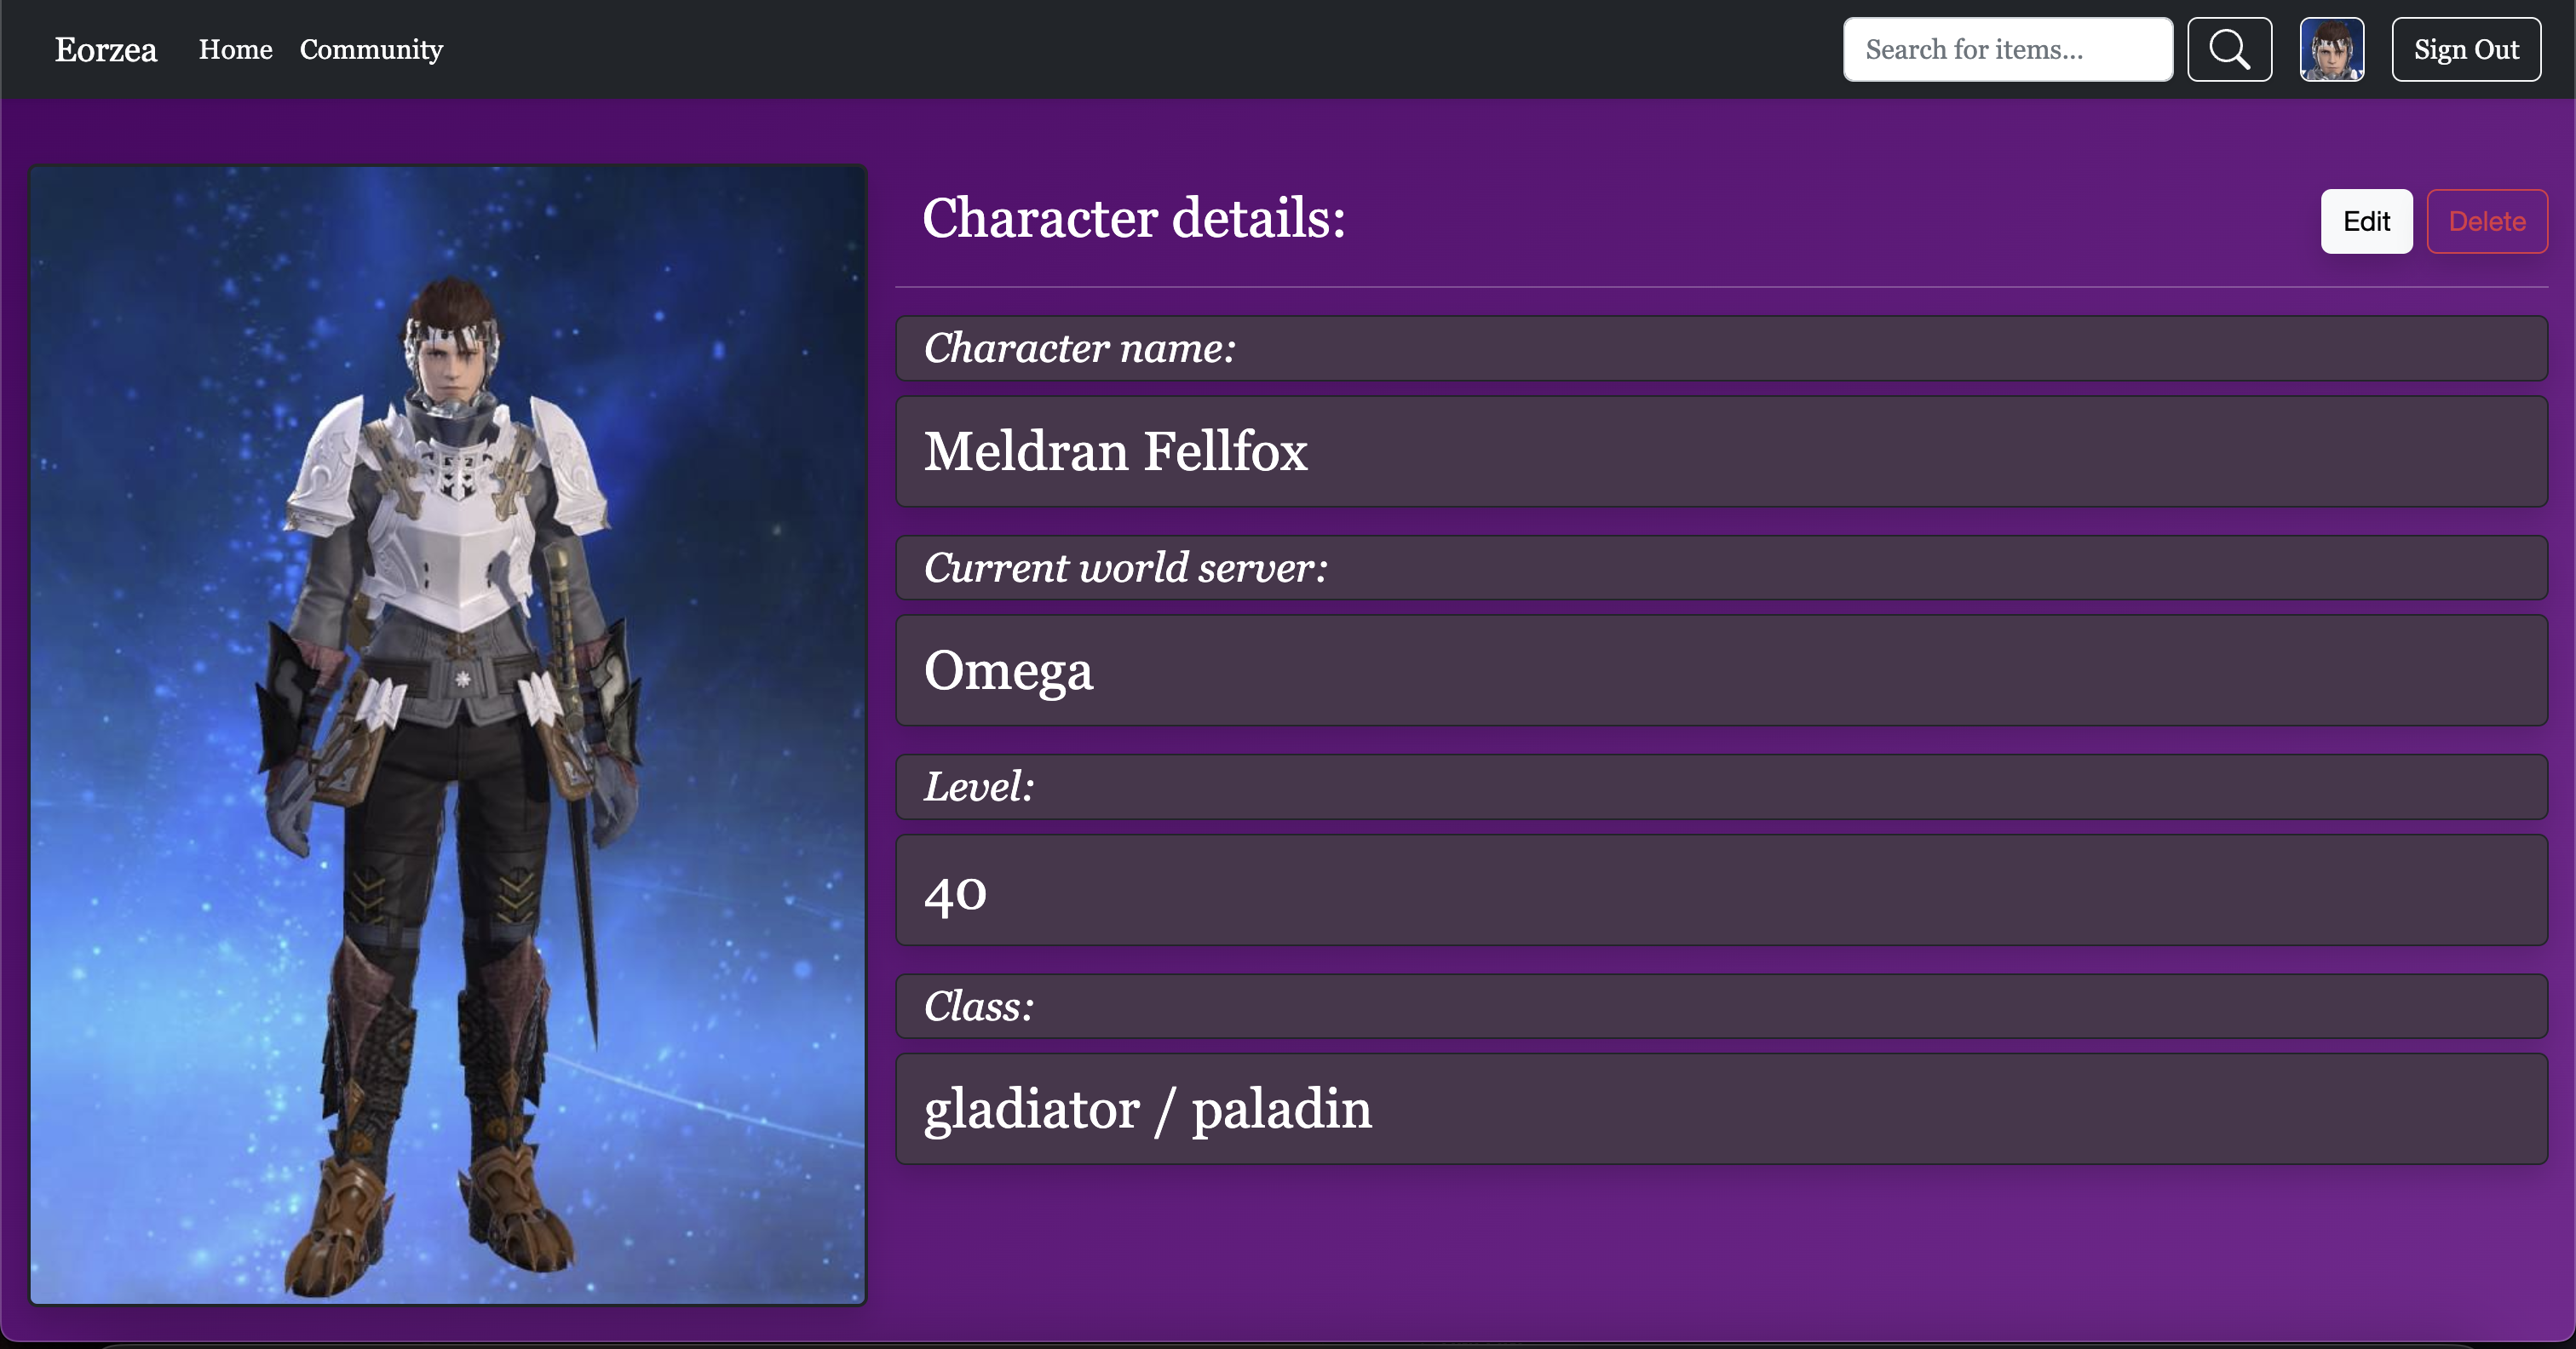 Eorzea Home Community Search for items... Sign Out
Character details: Edit Delete
Character name:
Meldran Fellfox
Current world server:
Omega
Level:
40
Class:
gladiator / paladin